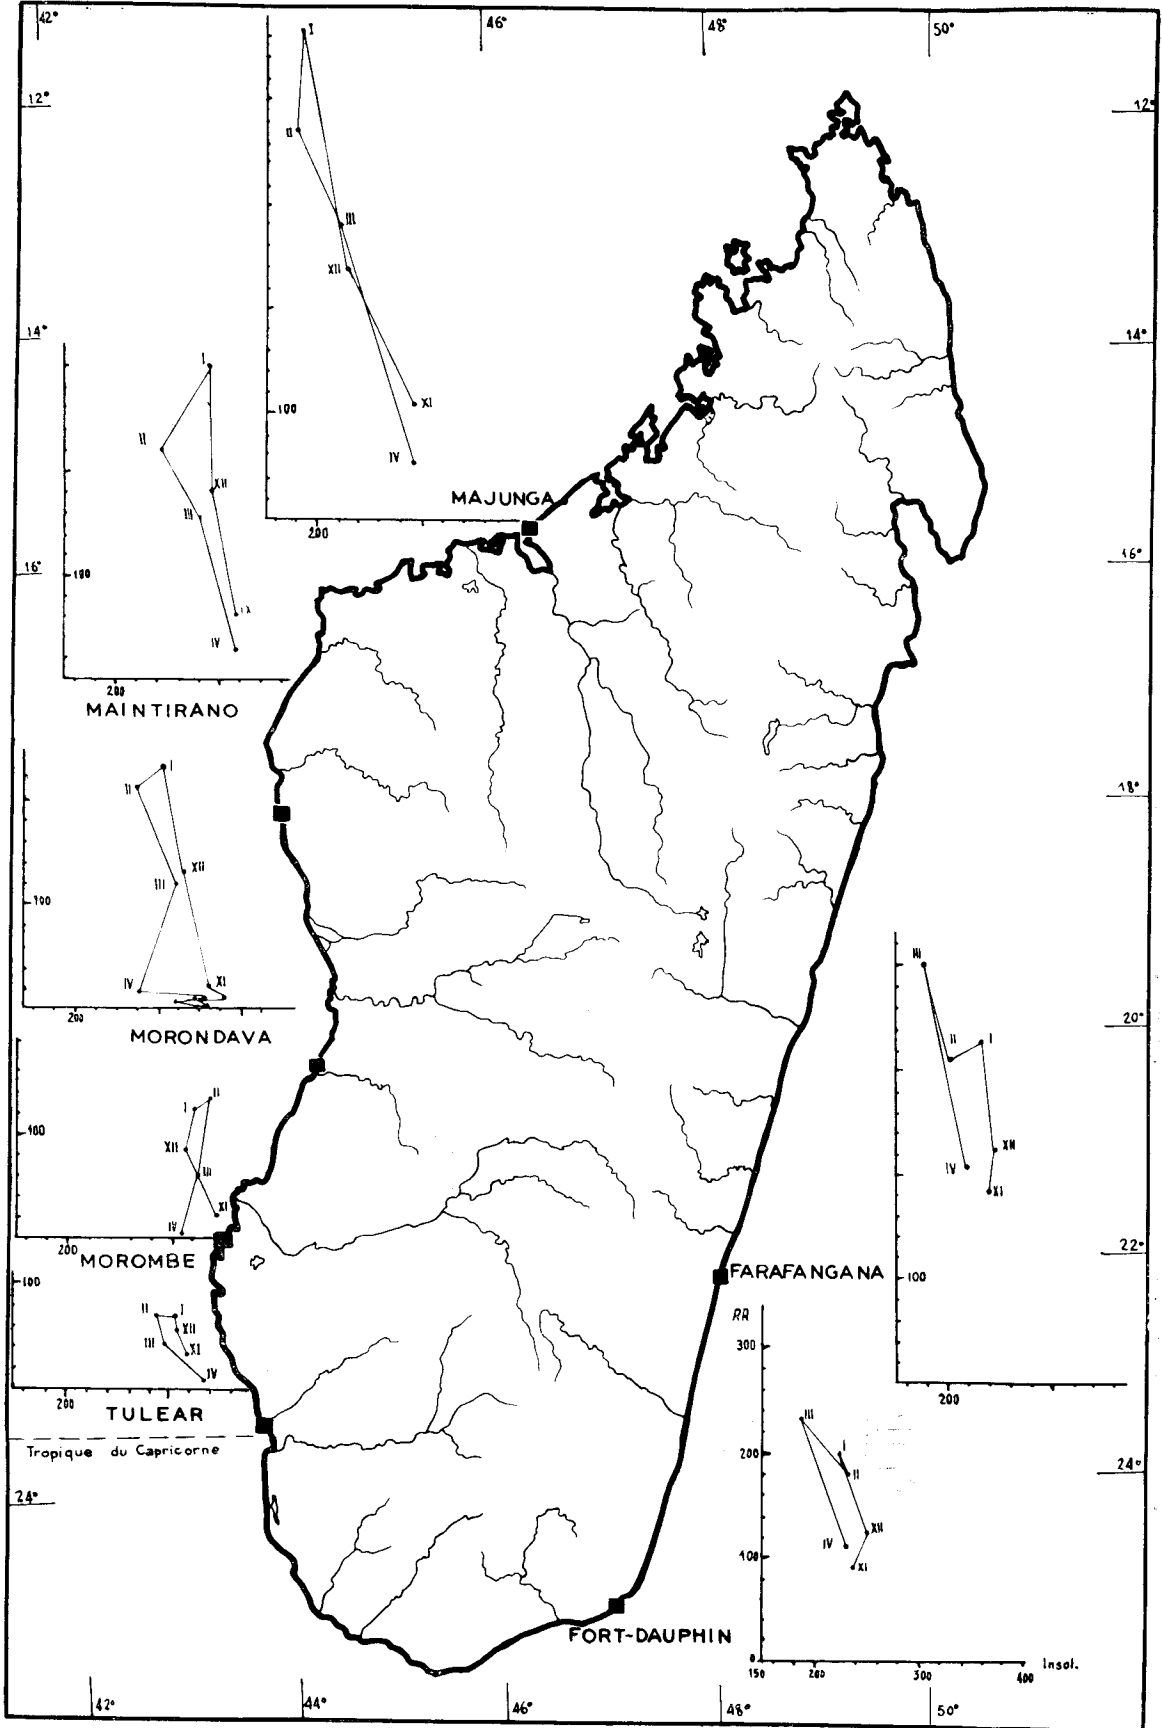 42° 46° 48° 50°
12° 12°
I
II
III
XII
14° 14°
I
100
XI
II
IV
XII
MAJUNGA
III
200
16° 100 16°
IV
200
MAINTIRANO
I
II
18°
XII
III
100
III
IV XI
200
20°
MORONDAVA
II I
II
I
100
XII
XII
III
IV
XI
XI
IV
200
22°
MOROMBE
FARAFANGANA
100
100
RR
II I
300
XII
III
XI
IV
200
200
TULEAR
III
Tropique du Capricorne
I
200
II
24°
24°
XII
IV
100
XI
FORT-DAUPHIN
0
150 200 300 400 Insol.
42° 44° 46° 48° 50°